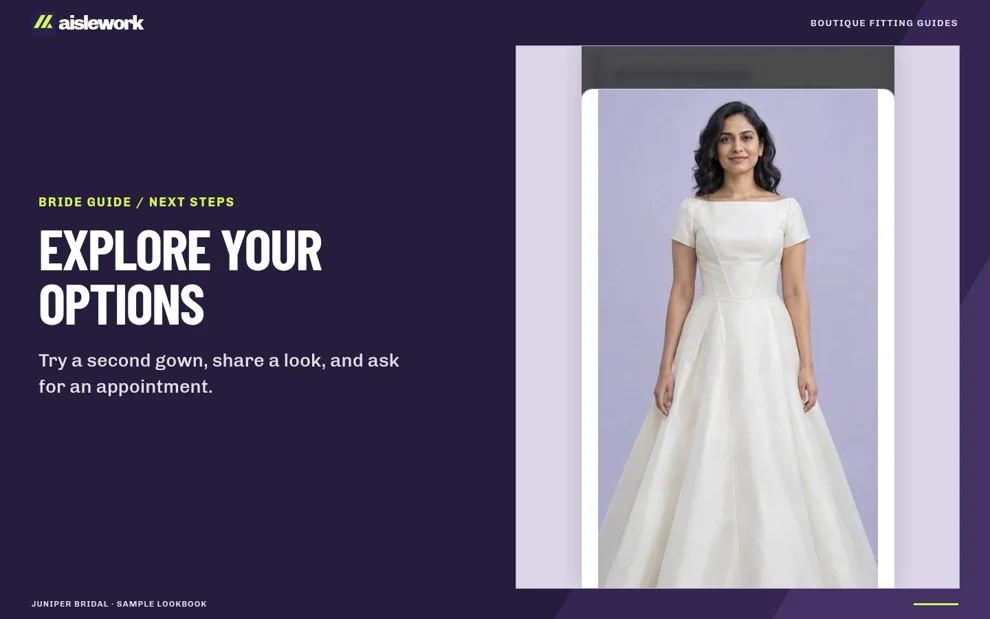 aislework
BOUTIQUE FITTING GUIDES
BRIDE GUIDE / NEXT STEPS
EXPLORE YOUR
OPTIONS
Try a second gown, share a look, and ask
for an appointment.
JUNIPER BRIDAL · SAMPLE LOOKBOOK